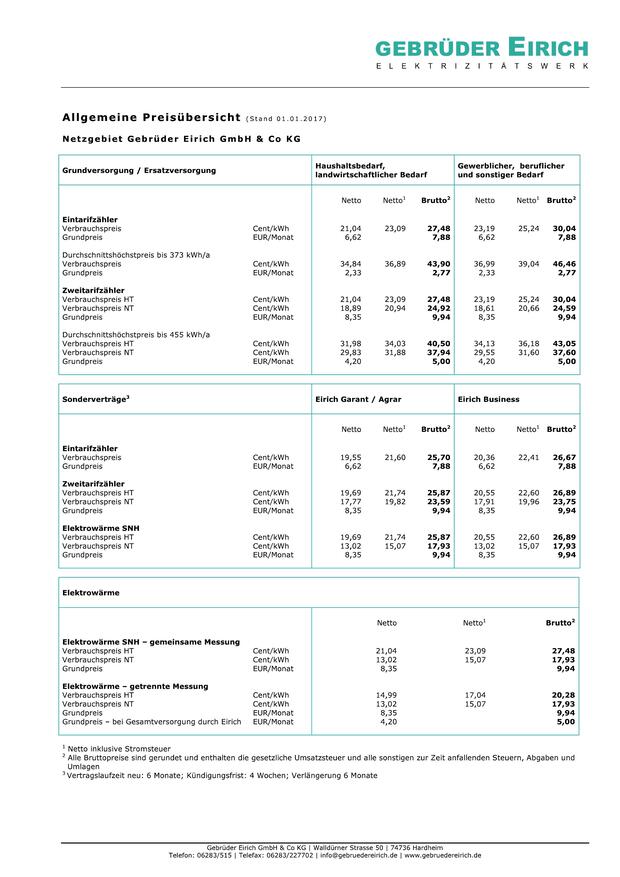 GEBRÜDER EIRICH
ELEKTRIZITÄTSWERK
Allgemeine Preisübersicht (Stand 01.01.2017)
Netzgebiet Gebrüder Eirich GmbH & Co KG
Grundversorgung / Ersatzversorgung Haushaltsbedarf, landwirtschaftlicher Bedarf Gewerblicher, beruflicher und sonstiger Bedarf
Netto Netto¹ Brutto² Netto Netto¹ Brutto²
Eintarifzähler
Verbrauchspreis Cent/kWh 21,04 23,09 27,48 23,19 25,24 30,04
Grundpreis EUR/Monat 6,62 7,88 6,62 7,88
Durchschnittshöchstpreis bis 373 kWh/a
Verbrauchspreis Cent/kWh 34,84 36,89 43,90 36,99 39,04 46,46
Grundpreis EUR/Monat 2,33 2,77 2,33 2,77
Zweitarifzähler
Verbrauchspreis HT Cent/kWh 21,04 23,09 27,48 23,19 25,24 30,04
Verbrauchspreis NT Cent/kWh 18,89 20,94 24,92 18,61 20,66 24,59
Grundpreis EUR/Monat 8,35 9,94 8,35 9,94
Durchschnittshöchstpreis bis 455 kWh/a
Verbrauchspreis HT Cent/kWh 31,98 34,03 40,50 34,13 36,18 43,05
Verbrauchspreis NT Cent/kWh 29,83 31,88 37,94 29,55 31,60 37,60
Grundpreis EUR/Monat 4,20 5,00 4,20 5,00
Sonderverträge³ Eirich Garant / Agrar Eirich Business
Netto Netto¹ Brutto² Netto Netto¹ Brutto²
Eintarifzähler
Verbrauchspreis Cent/kWh 19,55 21,60 25,70 20,36 22,41 26,67
Grundpreis EUR/Monat 6,62 7,88 6,62 7,88
Zweitarifzähler
Verbrauchspreis HT Cent/kWh 19,69 21,74 25,87 20,55 22,60 26,89
Verbrauchspreis NT Cent/kWh 17,77 19,82 23,59 17,91 19,96 23,75
Grundpreis EUR/Monat 8,35 9,94 8,35 9,94
Elektrowärme SNH
Verbrauchspreis HT Cent/kWh 19,69 21,74 25,87 20,55 22,60 26,89
Verbrauchspreis NT Cent/kWh 13,02 15,07 17,93 13,02 15,07 17,93
Grundpreis EUR/Monat 8,35 9,94 8,35 9,94
Elektrowärme
Netto Netto¹ Brutto²
Elektrowärme SNH – gemeinsame Messung
Verbrauchspreis HT Cent/kWh 21,04 23,09 27,48
Verbrauchspreis NT Cent/kWh 13,02 15,07 17,93
Grundpreis EUR/Monat 8,35 9,94
Elektrowärme – getrennte Messung
Verbrauchspreis HT Cent/kWh 14,99 17,04 20,28
Verbrauchspreis NT Cent/kWh 13,02 15,07 17,93
Grundpreis EUR/Monat 8,35 9,94
Grundpreis – bei Gesamtversorgung durch Eirich EUR/Monat 4,20 5,00
¹ Netto inklusive Stromsteuer
² Alle Bruttopreise sind gerundet und enthalten die gesetzliche Umsatzsteuer und alle sonstigen zur Zeit anfallenden Steuern, Abgaben und
Umlagen
³ Vertragslaufzeit neu: 6 Monate; Kündigungsfrist: 4 Wochen; Verlängerung 6 Monate
Gebrüder Eirich GmbH & Co KG | Walldürner Strasse 50 | 74736 Hardheim
Telefon: 06283/515 | Telefax: 06283/227702 | info@gebruedereirich.de | www.gebruedereirich.de